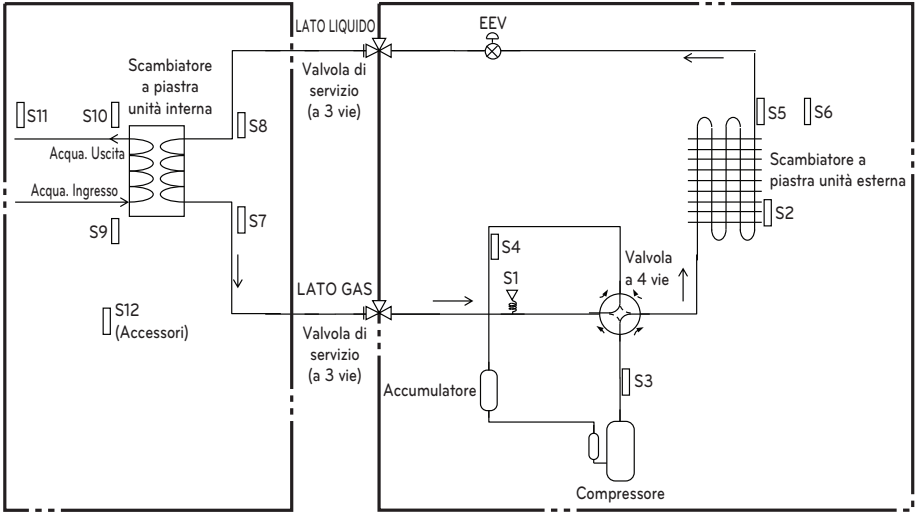 LATO LIQUIDO
EEV
Scambiatore
a piastra
unità interna
Valvola di
servizio
(a 3 vie)
S11
S10
S8
S5
S6
Acqua. Uscita
Scambiatore a
piastra unità esterna
Acqua. Ingresso
S9
S7
S2
S4
S1
Valvola
a 4 vie
LATO GAS
S12
(Accessori)
Valvola di
servizio
(a 3 vie)
Accumulatore
S3
Compressore